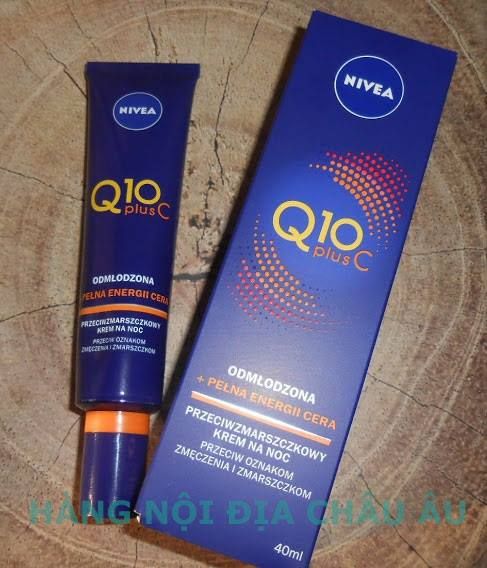 NIVEA
Q10
plus C
ODMŁODZONA
+ PEŁNA ENERGII CERA
PRZECIWZMARSZCZKOWY
KREM NA NOC
PRZECIW OZNAKOM
ZMĘCZENIA I ZMARSZCZKOM
NIVEA
Q10
plus C
ODMŁODZONA
+ PEŁNA ENERGII CERA
PRZECIWZMARSZCZKOWY
KREM NA NOC
PRZECIW OZNAKOM
ZMĘCZENIA I ZMARSZCZKOM
40ml
HÀNG NỘI ĐỊA CHÂU ÂU